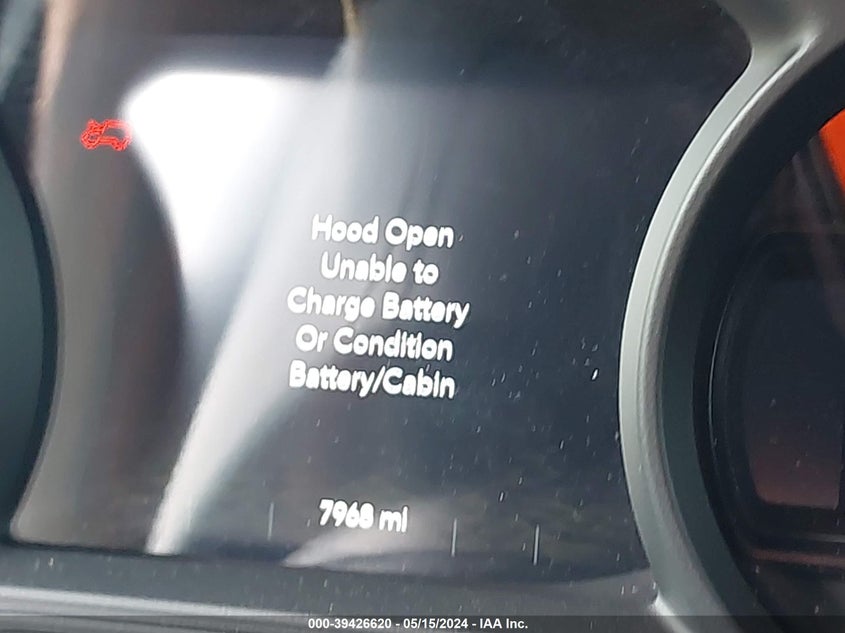 Hood Open
Unable to
Charge Battery
Or Condition
Battery/Cabin
7968 mi
000-39426620 - 05/15/2024 - IAA Inc.